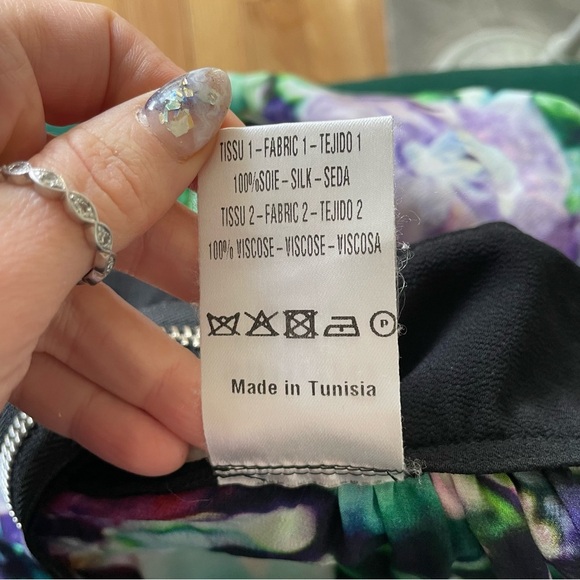 TISSU 1 - FABRIC 1 - TEJIDO 1
100%SOIE - SILK - SEDA
TISSU 2 - FABRIC 2 - TEJIDO 2
100% VISCOSE - VISCOSE - VISCOSA
P
Made in Tunisia